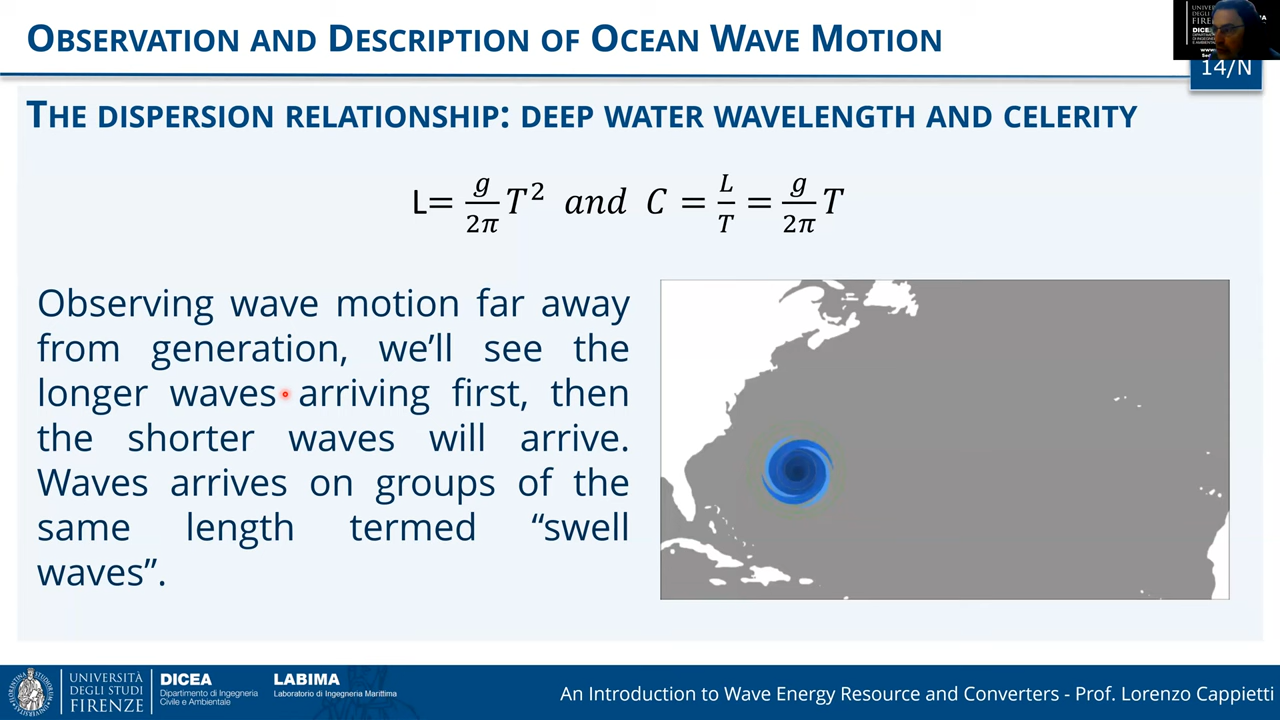 OBSERVATION AND DESCRIPTION OF OCEAN WAVE MOTION
14/N
THE DISPERSION RELATIONSHIP: DEEP WATER WAVELENGTH AND CELERITY
L= g/2π T² and C = L/T = g/2π T
Observing wave motion far away
from generation, we’ll see the
longer waves arriving first, then
the shorter waves will arrive.
Waves arrives on groups of the
same length termed “swell
waves”.
UNIVERSITÀ
DEGLI STUDI
FIRENZE
DICEA
Dipartimento di Ingegneria
Civile e Ambientale
LABIMA
Laboratorio di Ingegneria Marittima
An Introduction to Wave Energy Resource and Converters - Prof. Lorenzo Cappietti